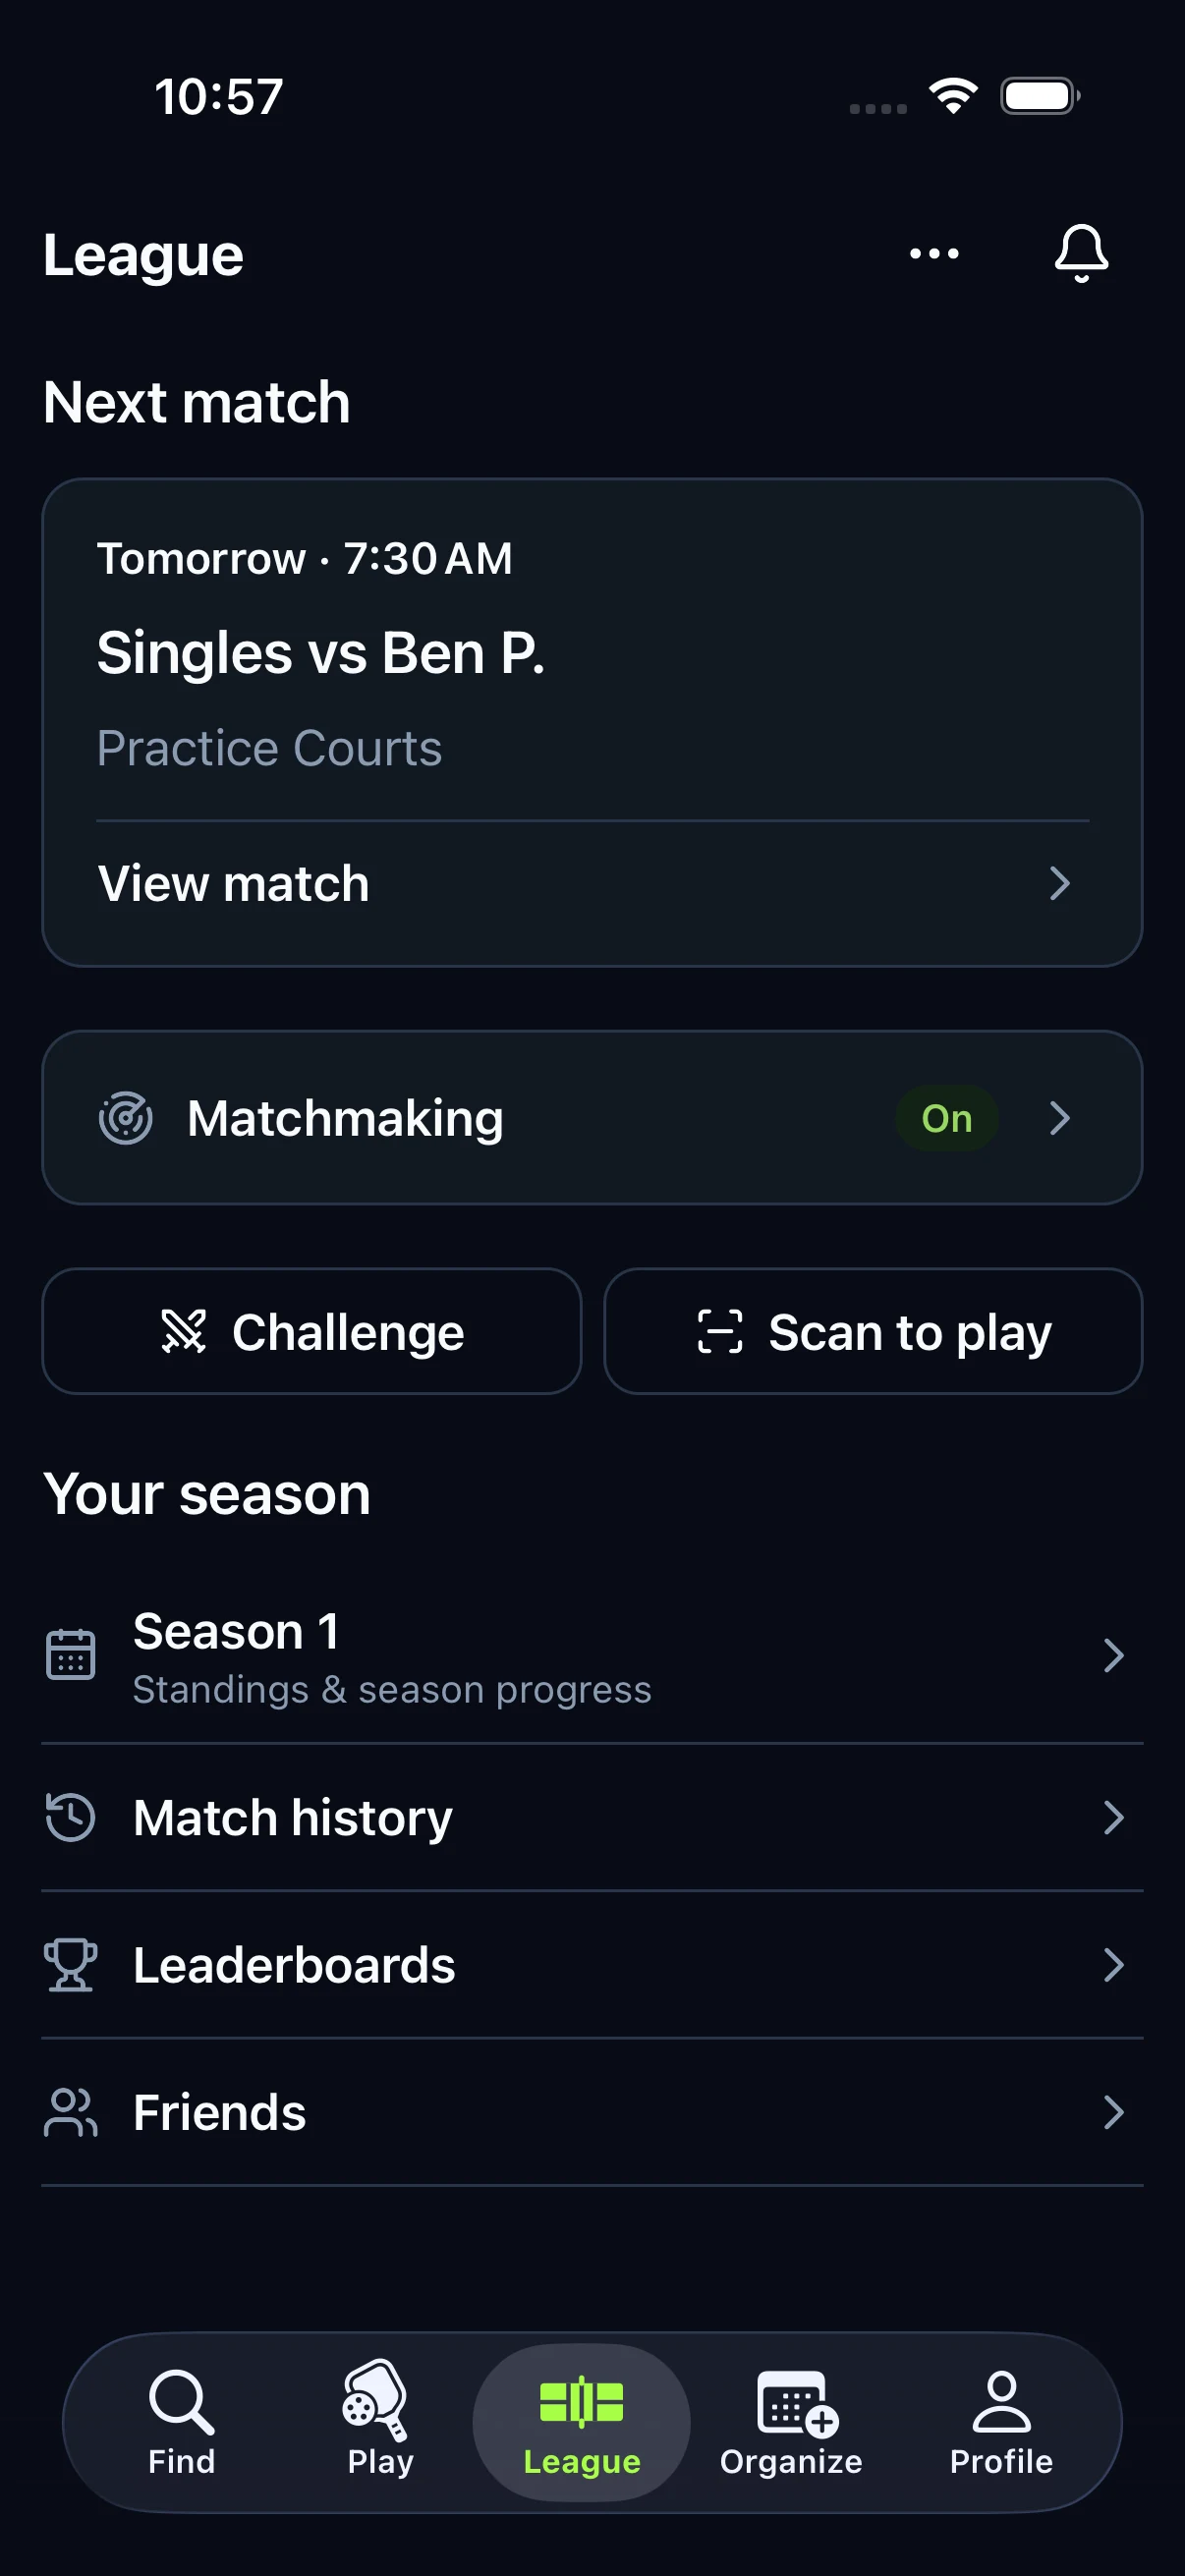 10:57
League
Next match
Tomorrow · 7:30 AM
Singles vs Ben P.
Practice Courts
View match
Matchmaking
On
Challenge
Scan to play
Your season
Season 1
Standings & season progress
Match history
Leaderboards
Friends
Find
Play
League
Organize
Profile